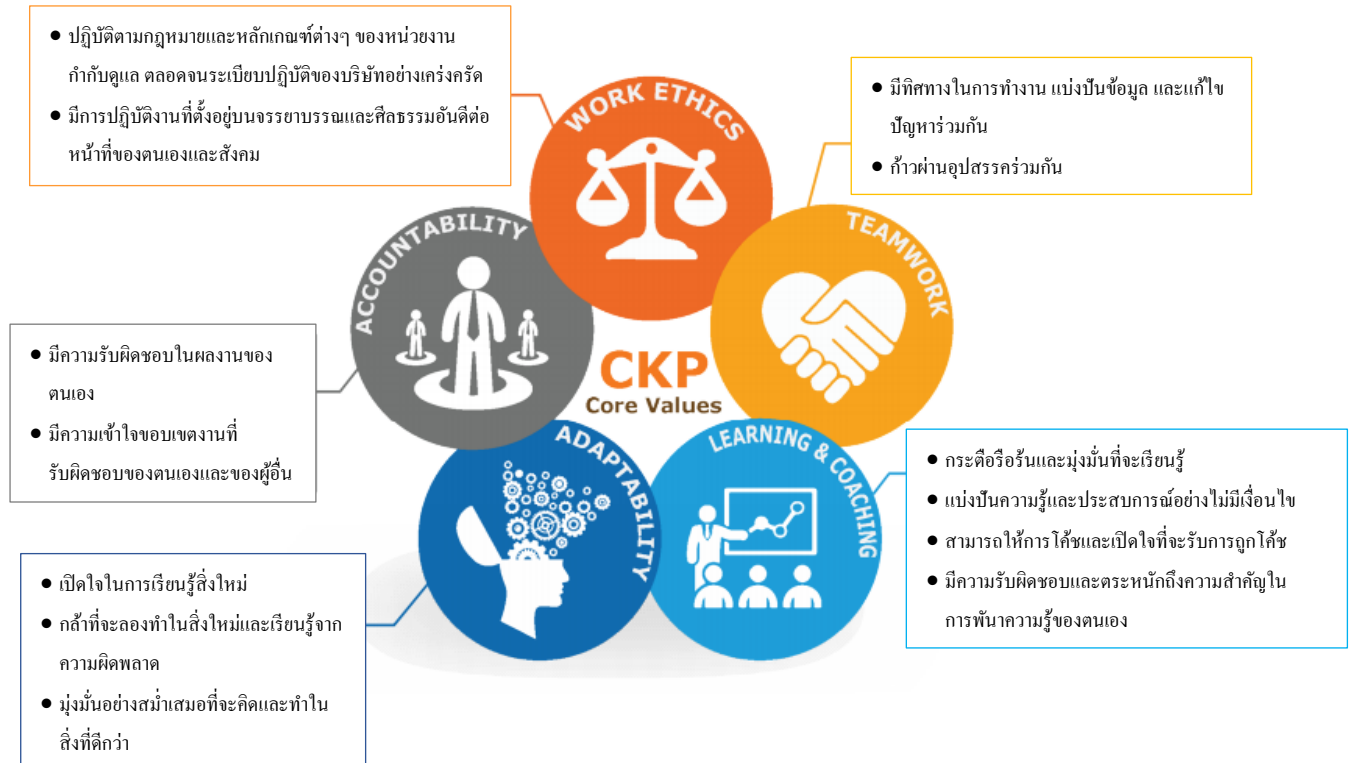 ● ปฏิบัติตามกฎหมายและหลักเกณฑ์ต่างๆ ของหน่วยงาน
กำกับดูแล ตลอดจนระเบียบปฏิบัติของบริษัทอย่างเคร่งครัด
● มีการปฏิบัติงานที่ตั้งอยู่บนจรรยาบรรณและศีลธรรมอันดีต่อ
หน้าที่ของตนเองและสังคม
WORK ETHICS
● มีทิศทางในการทำงาน แบ่งปันข้อมูล และแก้ไข
ปัญหาร่วมกัน
● ก้าวผ่านอุปสรรคร่วมกัน
TEAMWORK
ACCOUNTABILITY
● มีความรับผิดชอบในผลงานของ
ตนเอง
● มีความเข้าใจขอบเขตงานที่
รับผิดชอบของตนเองและของผู้อื่น
CKP
Core Values
LEARNING & COACHING
● กระตือรือร้นและมุ่งมั่นที่จะเรียนรู้
● แบ่งปันความรู้และประสบการณ์อย่างไม่มีเงื่อนไข
● สามารถให้การโค้ชและเปิดใจที่จะรับการถูกโค้ช
● มีความรับผิดชอบและตระหนักถึงความสำคัญใน
การพันาความรู้ของตนเอง
ADAPTABILITY
● เปิดใจในการเรียนรู้สิ่งใหม่
● กล้าที่จะลองทำในสิ่งใหม่และเรียนรู้จาก
ความผิดพลาด
● มุ่งมั่นอย่างสม่ำเสมอที่จะคิดและทำใน
สิ่งที่ดีกว่า